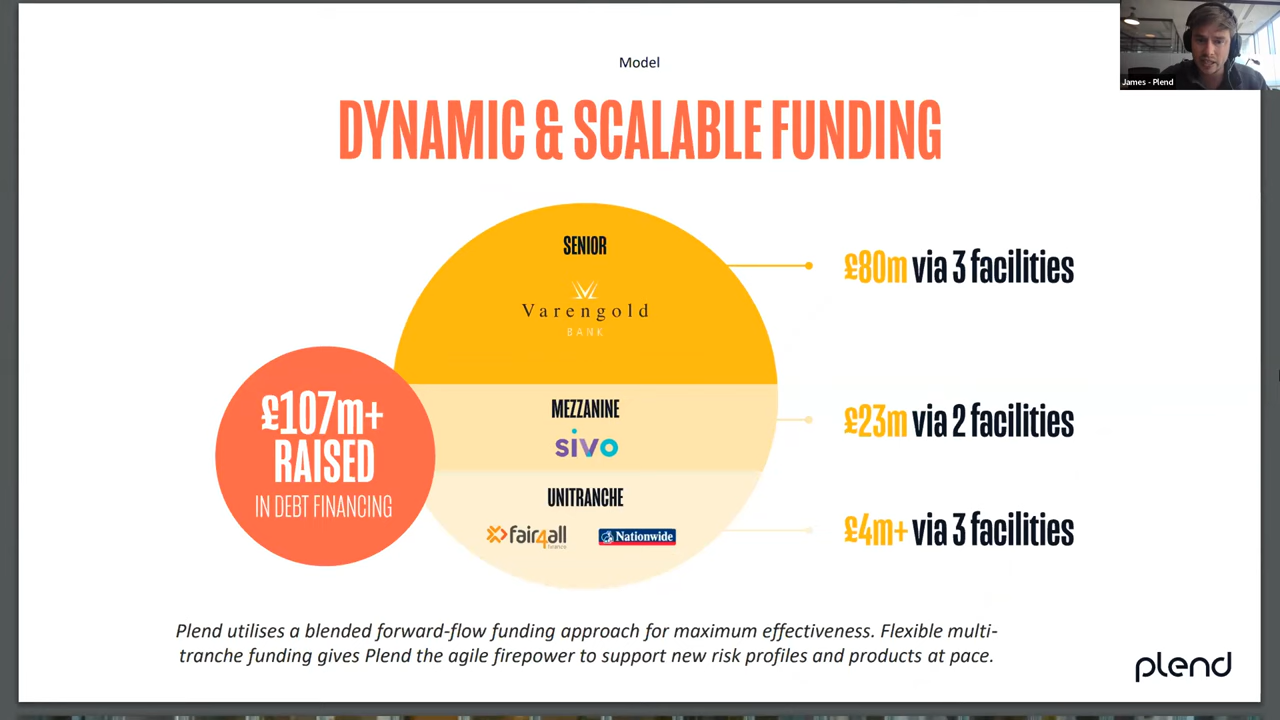 Model
James - Plend
DYNAMIC & SCALABLE FUNDING
SENIOR
Varengold
BANK
£80m via 3 facilities
£107m+
RAISED
IN DEBT FINANCING
MEZZANINE
sivo
£23m via 2 facilities
UNITRANCHE
fair4all
Nationwide
£4m+ via 3 facilities
Plend utilises a blended forward-flow funding approach for maximum effectiveness. Flexible multi-
tranche funding gives Plend the agile firepower to support new risk profiles and products at pace.
plend